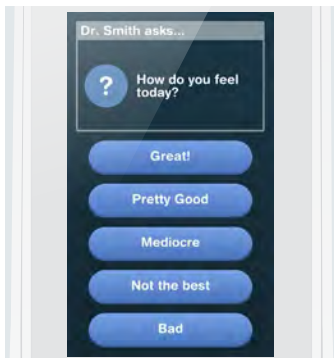 Dr. Smith asks...
?
How do you feel
today?
Great!
Pretty Good
Mediocre
Not the best
Bad